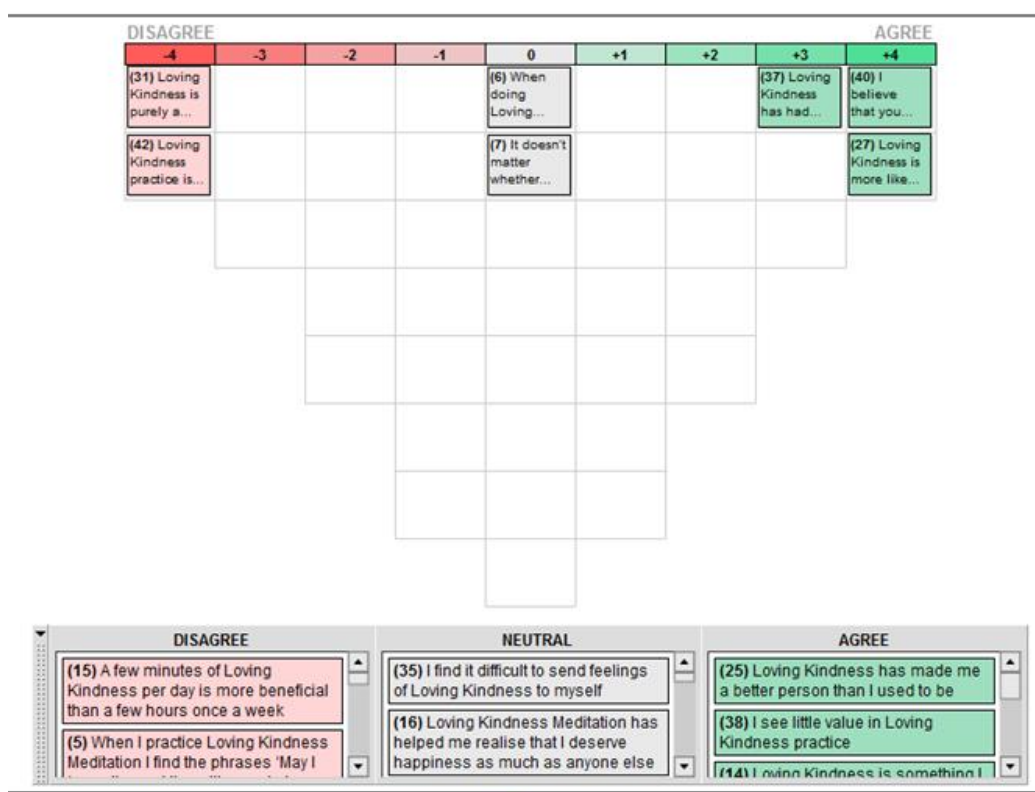 DISAGREE AGREE
-4 -3 -2 -1 0 +1 +2 +3 +4
(31) Loving
Kindness is
purely a...
(6) When
doing
Loving...
(37) Loving
Kindness
has had...
(40) I
believe
that you...
(42) Loving
Kindness
practice is...
(7) It doesn't
matter
whether...
(27) Loving
Kindness is
more like...
DISAGREE
(15) A few minutes of Loving
Kindness per day is more beneficial
than a few hours once a week
(5) When I practice Loving Kindness
Meditation I find the phrases 'May I
NEUTRAL
(35) I find it difficult to send feelings
of Loving Kindness to myself
(16) Loving Kindness Meditation has
helped me realise that I deserve
happiness as much as anyone else
AGREE
(25) Loving Kindness has made me
a better person than I used to be
(38) I see little value in Loving
Kindness practice
(14) Loving Kindness is something I